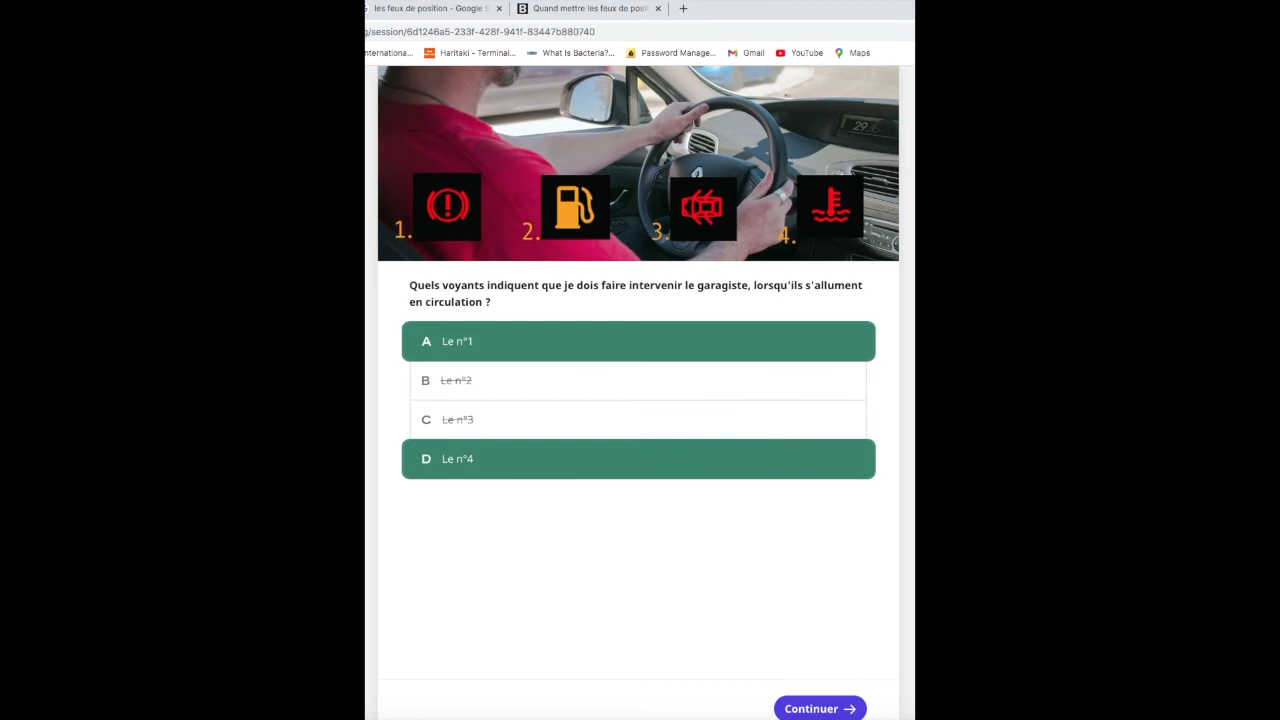 les feux de position - Google S
Quand mettre les feux de posi
g/session/6d1246a5-233f-428f-941f-83447b880740
nternationa...
Haritaki - Terminal...
What Is Bacteria?...
Password Manage...
Gmail
YouTube
Maps
29
1.
2.
3.
4.
Quels voyants indiquent que je dois faire intervenir le garagiste, lorsqu'ils s'allument
en circulation ?
A Le n°1
B Le n°2
C Le n°3
D Le n°4
Continuer